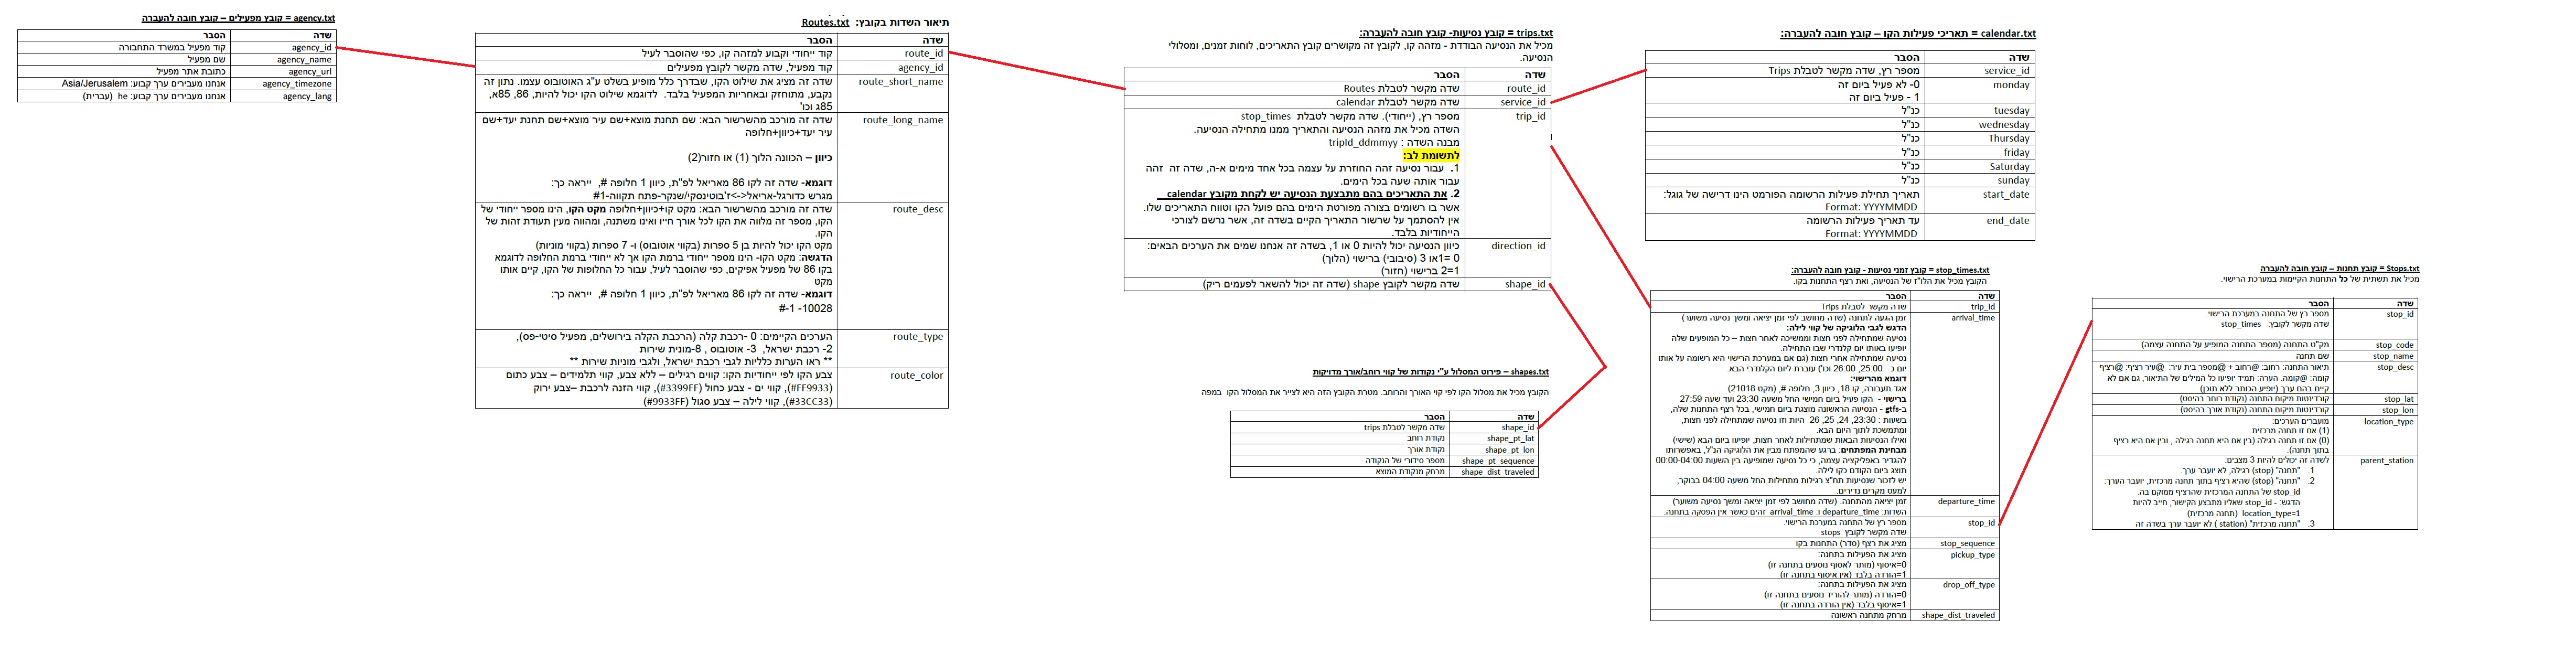 agency.txt = קובץ מפעילים – קובץ חובה להעברה
שדה הסבר
agency_id קוד מפעיל במשרד התחבורה
agency_name שם מפעיל
agency_url כתובת אתר מפעיל
agency_timezone אנחנו מעבירים ערך קבוע: Asia/Jerusalem
agency_lang אנחנו מעבירים ערך קבוע: he (עברית)
תיאור השדות בקובץ: Routes.txt
שדה הסבר
route_id קוד ייחודי וקבוע למזהה קו, כפי שהוסבר לעיל
agency_id קוד מפעיל, שדה מקשר לקובץ מפעילים
route_short_name שדה זה מציג את שילוט הקו, שבדרך כלל מופיע בשלט ע"ג האוטובוס עצמו. נתון זה
נקבע, מתוחזק ובאחריות המפעיל בלבד. לדוגמא שילוט הקו יכול להיות, 86, 85א,
85ג וכו'
route_long_name שדה זה מורכב מהשרשור הבא: שם תחנת מוצא+שם עיר מוצא+שם תחנת יעד+שם
עיר יעד+כיוון+חלופה
כיוון – הכוונה הלוך (1) או חזור(2)
דוגמא- שדה זה לקו 86 מאריאל לפ"ת, כיוון 1 חלופה #, ייראה כך:
מגרש כדורגל-אריאל<->ז'בוטינסקי/שנקר-פתח תקווה-1#
route_desc שדה זה מורכב מהשרשור הבא: מקט קו+כיוון+חלופה מקט הקו, הינו מספר ייחודי של
הקו, מספר זה מלווה את הקו לכל אורך חייו ואינו משתנה, ומהווה מעין תעודת זהות של
הקו.
מקט הקו יכול להיות בן 5 ספרות (בקווי אוטובוס) ו- 7 ספרות (בקווי מוניות)
הדגשה: מקט הקו- הינו מספר ייחודי ברמת הקו אך לא ייחודי ברמת החלופה לדוגמא
בקו 86 של מפעיל אפיקים, כפי שהוסבר לעיל, עבור כל החלופות של הקו, קיים אותו
מקט
דוגמא- שדה זה לקו 86 מאריאל לפ"ת, כיוון 1 חלופה #, ייראה כך:
10028- 1-#
route_type הערכים הקיימים: 0 -רכבת קלה (הרכבת הקלה בירושלים, מפעיל סיטי-פס),
2- רכבת ישראל, 3- אוטובוס , 8-מונית שירות
** ראו הערות כלליות לגבי רכבת ישראל, ולגבי מוניות שירות **
route_color צבע הקו לפי ייחודיות הקו: קווים רגילים – ללא צבע, קווי תלמידים – צבע כתום
(#FF9933), קווי ים - צבע כחול (#3399FF), קווי הזנה לרכבת –צבע ירוק
(#33CC33), קווי לילה – צבע סגול (#9933FF)
trips.txt = קובץ נסיעות- קובץ חובה להעברה:
מכיל את הנסיעה הבודדת - מזהה קו, לקובץ זה מקושרים קובץ התאריכים, לוחות זמנים, ומסלולי
הנסיעה.
שדה הסבר
route_id שדה מקשר לטבלת Routes
service_id שדה מקשר לטבלת calendar
trip_id מספר רץ, (ייחודי). שדה מקשר לטבלת stop_times
השדה מכיל את מזהה הנסיעה והתאריך ממנו מתחילה הנסיעה.
מבנה השדה : tripId_ddmmyy
לתשומת לב:
1. עבור נסיעה זהה החוזרת על עצמה בכל אחד מימים א-ה, שדה זה זהה
עבור אותה שעה בכל הימים.
2. את התאריכים בהם מתבצעת הנסיעה יש לקחת מקובץ calendar
אשר בו רשומים בצורה מפורטת הימים בהם פועל הקו וטווח התאריכים שלו.
אין להסתמך על שרשור התאריך הקיים בשדה זה, אשר נרשם לצורכי
הייחודיות בלבד.
direction_id כיוון הנסיעה יכול להיות 0 או 1, בשדה זה אנחנו שמים את הערכים הבאים:
0 =1או 3 (סיבובי) ברישוי (הלוך)
1=2 ברישוי (חזור)
shape_id שדה מקשר לקובץ shape (שדה זה יכול להשאר לפעמים ריק)
calendar.txt = תאריכי פעילות הקו – קובץ חובה להעברה:
שדה הסבר
service_id מספר רץ, שדה מקשר לטבלת Trips
monday 0- לא פעיל ביום זה
1 - פעיל ביום זה
tuesday כנ"ל
wednesday כנ"ל
Thursday כנ"ל
friday כנ"ל
Saturday כנ"ל
sunday כנ"ל
start_date תאריך תחילת פעילות הרשומה הפורמט הינו דרישה של גוגל:
Format: YYYYMMDD
end_date עד תאריך פעילות הרשומה
Format: YYYYMMDD
shapes.txt – פירוט המסלול ע"י נקודות של קווי רוחב/אורך מדויקות
הקובץ מכיל את מסלול הקו לפי קווי האורך והרוחב. מטרת הקובץ הזה היא לצייר את המסלול הקו במפה
שדה הסבר
shape_id שדה מקשר לטבלת trips
shape_pt_lat נקודת רוחב
shape_pt_lon נקודת אורך
shape_pt_sequence מספר סידורי של הנקודה
shape_dist_traveled מרחק מנקודת המוצא
stop_times.txt = קובץ זמני נסיעות - קובץ חובה להעברה:
הקובץ מכיל את הלו"ז של הנסיעה, ואת רצף התחנות בקו.
שדה הסבר
trip_id שדה מקשר לטבלת Trips
arrival_time זמן הגעה לתחנה (שדה מחושב לפי זמן יציאה ומשך נסיעה משוער)
הדגש לגבי הלוגיקה של קווי לילה:
נסיעה שמתחילה לפני חצות וממשיכה לאחר חצות – כל המופעים שלה
יופיעו באותו יום קלנדרי שבו התחילה.
נסיעה שמתחילה אחרי חצות (גם אם במערכת הרישוי היא רשומה על אותו
יום כ- 25:00, 26:00 וכו') עוברת ליום הקלנדרי הבא.
דוגמא מהרישוי:
אגד תעבורה, קו 18, כיוון 3, חלופה #, (מקט 21018)
ברישוי - הקו פעיל ביום חמישי החל משעה 23:30 ועד שעה 27:59
ב-gtfs - הנסיעה הראשונה מוצגת ביום חמישי, בכל רצף התחנות שלה,
בשעות : 23:30, 24, 25, 26 היות וזו נסיעה שמתחילה לפני חצות,
ומתמשכת לתוך היום הבא.
ואילו הנסיעות הבאות שמתחילות לאחר חצות, יופיעו ביום הבא (שישי)
מבחינת המפתחים: ברגע שהמפתח מבין את הלוגיקה הנ"ל, באפשרותו
להגדיר באפליקציה עצמה, כי כל נסיעה שמופיעה בין השעות 00:00-04:00
תוצג ביום הקודם כקו לילה.
יש לזכור שנסיעות תח"צ רגילות מתחילות החל משעה 04:00 בבוקר,
למעט מקרים נדירים.
departure_time זמן יציאה מהתחנה. (שדה מחושב לפי זמן יציאה ומשך נסיעה משוער)
השדות: departure_time ו: arrival_time זהים כאשר אין הפסקה בתחנה.
stop_id מספר רץ של התחנה במערכת הרישוי.
שדה מקשר לקובץ stops
stop_sequence מציג את רצף (סדר) התחנות בקו
pickup_type מציג את הפעילות בתחנה:
0=איסוף (מותר לאסוף נוסעים בתחנה זו)
1=הורדה בלבד (אין איסוף בתחנה זו)
drop_off_type מציג את הפעילות בתחנה:
0=הורדה (מותר להוריד נוסעים בתחנה זו)
1=איסוף בלבד (אין הורדה בתחנה זו)
shape_dist_traveled מרחק מתחנה ראשונה
Stops.txt = קובץ תחנות – קובץ חובה להעברה
מכיל את תשתית של כל התחנות הקיימות במערכת הרישוי.
שדה הסבר
stop_id מספר רץ של התחנה במערכת הרישוי.
שדה מקשר לקובץ: stop_times
stop_code מק"ט התחנה (מספר התחנה המופיע על התחנה עצמה)
stop_name שם תחנה
stop_desc תיאור התחנה: רחוב: @רחוב + @מספר בית עיר: @עיר רציף: @רציף
קומה: @קומה. הערה: תמיד יופיעו כל המילים של התיאור, גם אם לא
קיים בהם ערך (יופיע הכותר ללא תוכן)
stop_lat קורדינטות מיקום התחנה (נקודת רוחב בהיסט)
stop_lon קורדינטות מיקום התחנה (נקודת אורך בהיסט)
location_type מועברים הערכים:
(1) אם זו תחנה מרכזית.
(0) אם זו תחנה רגילה (בין אם היא תחנה רגילה , ובין אם היא רציף
בתוך תחנה).
parent_station לשדה זה יכולים להיות 3 מצבים:
1. "תחנה" (stop) רגילה, לא יועבר ערך.
2. "תחנה" (stop) שהיא רציף בתוך תחנה מרכזית, יועבר הערך:
stop_id של התחנה המרכזית שהרציף ממוקם בה.
הדגש: - stop_id שאליו מתבצע הקישור, חייב להיות
location_type=1 (תחנה מרכזית)
3. "תחנה מרכזית" (station ) לא יועבר ערך בשדה זה